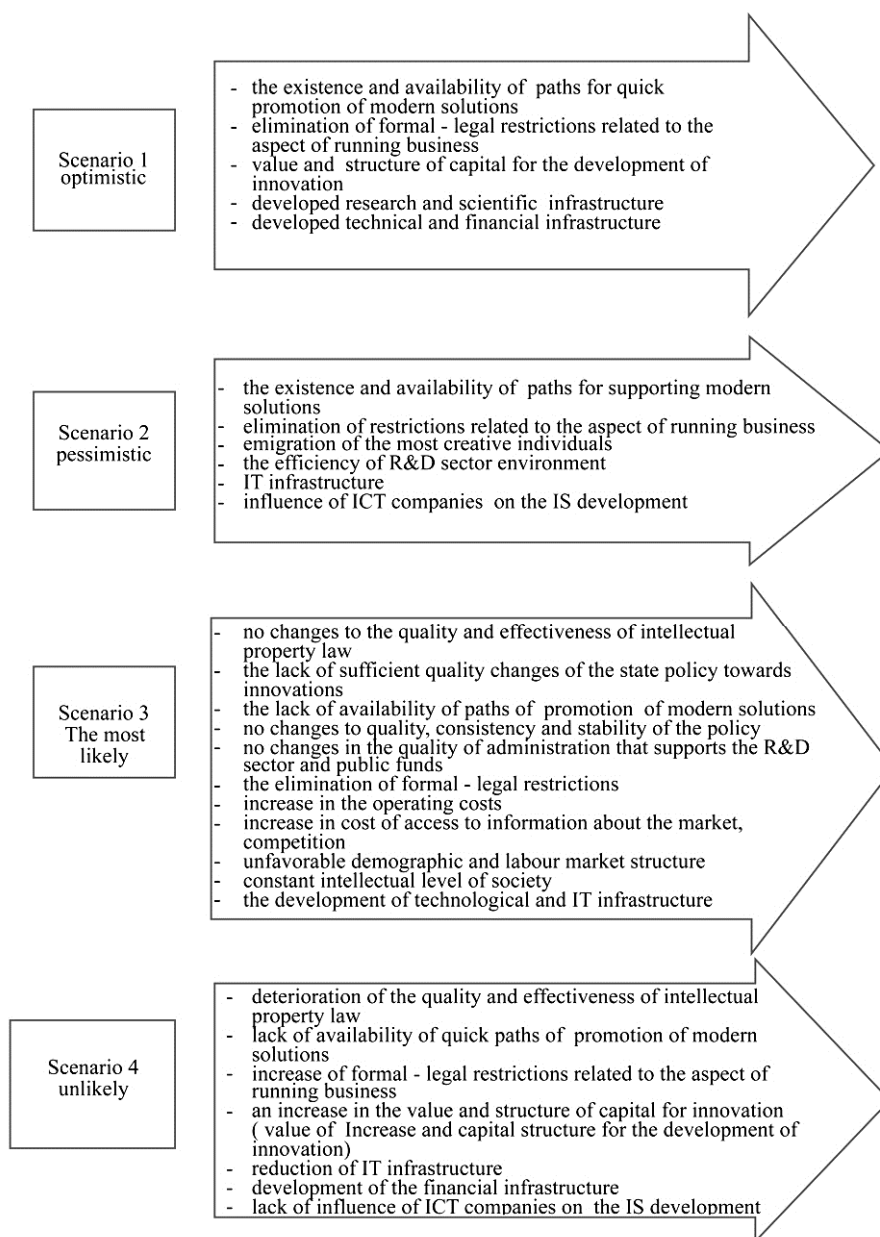 Scenario 1
optimistic
- the existence and availability of paths for quick
promotion of modern solutions
- elimination of formal - legal restrictions related to the
aspect of running business
- value and structure of capital for the development of
innovation
- developed research and scientific infrastructure
- developed technical and financial infrastructure
Scenario 2
pessimistic
- the existence and availability of paths for supporting modern
solutions
- elimination of restrictions related to the aspect of running business
- emigration of the most creative individuals
- the efficiency of R&D sector environment
- IT infrastructure
- influence of ICT companies on the IS development
Scenario 3
The most
likely
- no changes to the quality and effectiveness of intellectual
property law
- the lack of sufficient quality changes of the state policy towards
innovations
- the lack of availability of paths of promotion of modern solutions
- no changes to quality, consistency and stability of the policy
- no changes in the quality of administration that supports the R&D
sector and public funds
- the elimination of formal - legal restrictions
- increase in the operating costs
- increase in cost of access to information about the market,
competition
- unfavorable demographic and labour market structure
- constant intellectual level of society
- the development of technological and IT infrastructure
Scenario 4
unlikely
- deterioration of the quality and effectiveness of intellectual
property law
- lack of availability of quick paths of promotion of modern
solutions
- increase of formal - legal restrictions related to the aspect of
running business
- an increase in the value and structure of capital for innovation
( value of Increase and capital structure for the development of
innovation)
- reduction of IT infrastructure
- development of the financial infrastructure
- lack of influence of ICT companies on the IS development